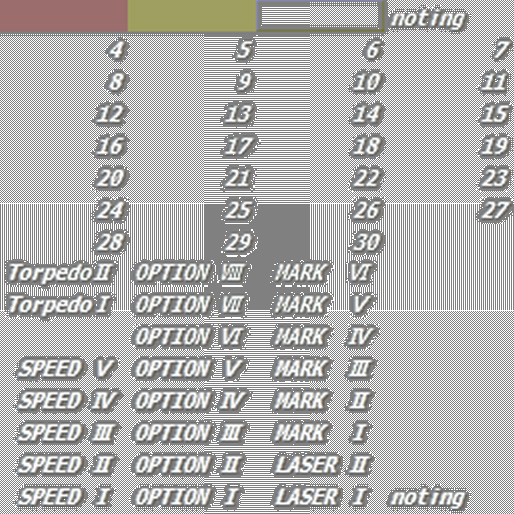 noting
4 5 6 7
8 9 10 11
12 13 14 15
16 17 18 19
20 21 22 23
24 25 26 27
28 29 30
Torpedo Ⅱ OPTION Ⅷ MARK Ⅵ
Torpedo Ⅰ OPTION Ⅶ MARK Ⅴ
OPTION Ⅵ MARK Ⅳ
SPEED Ⅴ OPTION Ⅴ MARK Ⅲ
SPEED Ⅳ OPTION Ⅳ MARK Ⅱ
SPEED Ⅲ OPTION Ⅲ MARK Ⅰ
SPEED Ⅱ OPTION Ⅱ LASER Ⅱ
SPEED Ⅰ OPTION Ⅰ LASER Ⅰ noting